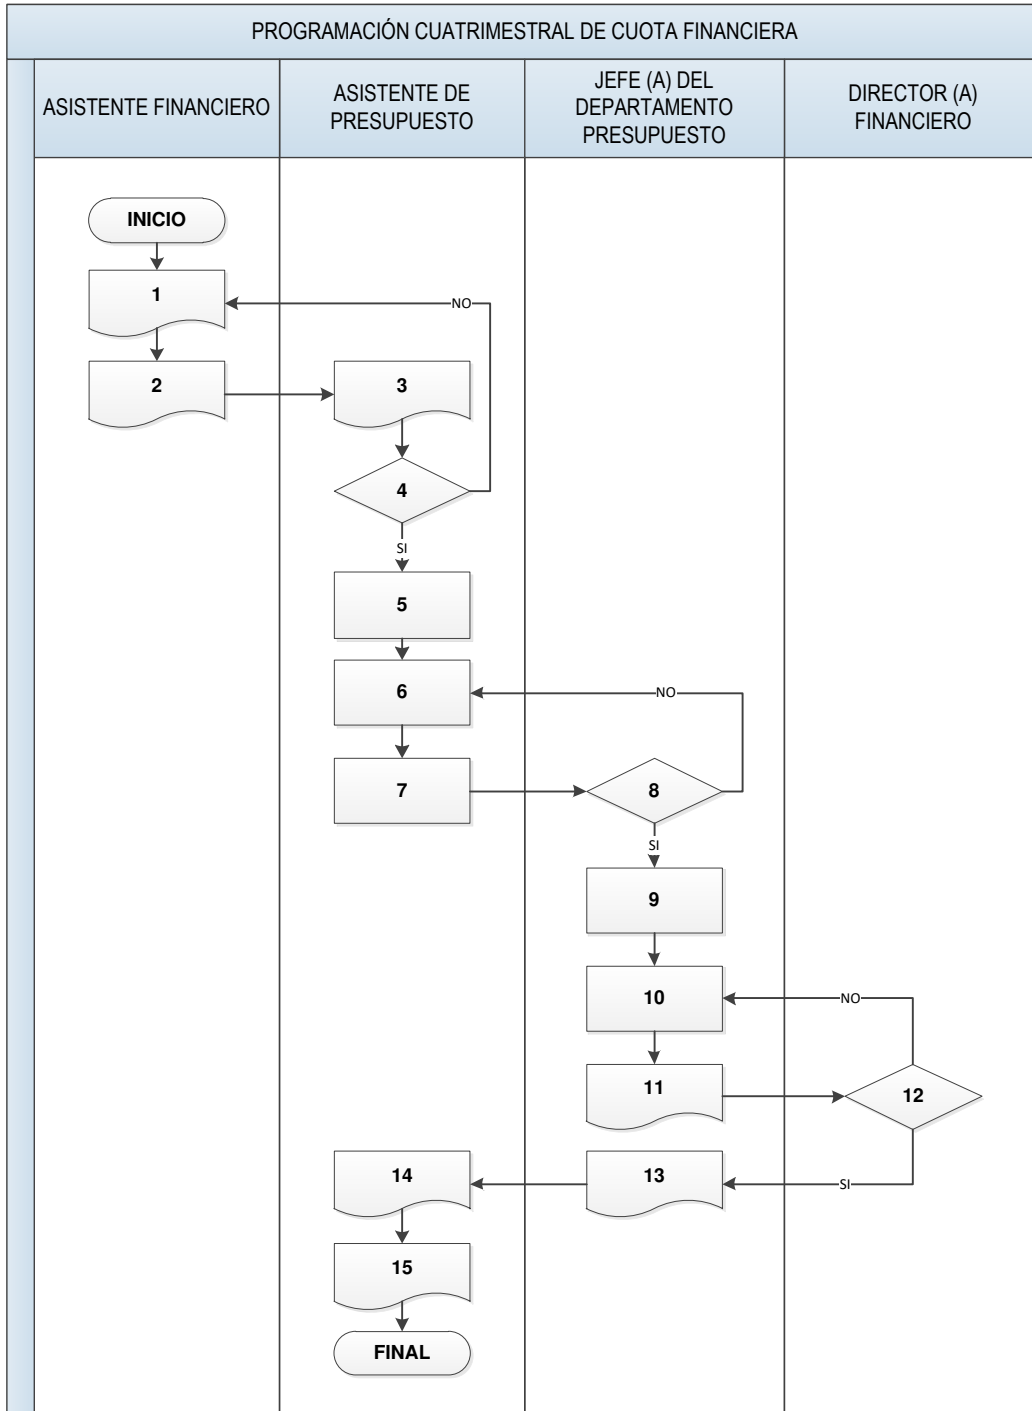 PROGRAMACIÓN CUATRIMESTRAL DE CUOTA FINANCIERA
ASISTENTE FINANCIERO
ASISTENTE DE
PRESUPUESTO
JEFE (A) DEL
DEPARTAMENTO
PRESUPUESTO
DIRECTOR (A)
FINANCIERO
INICIO
1
NO
2
3
4
SI
5
6
NO
7
8
SI
9
10
NO
11
12
13
SI
14
15
FINAL